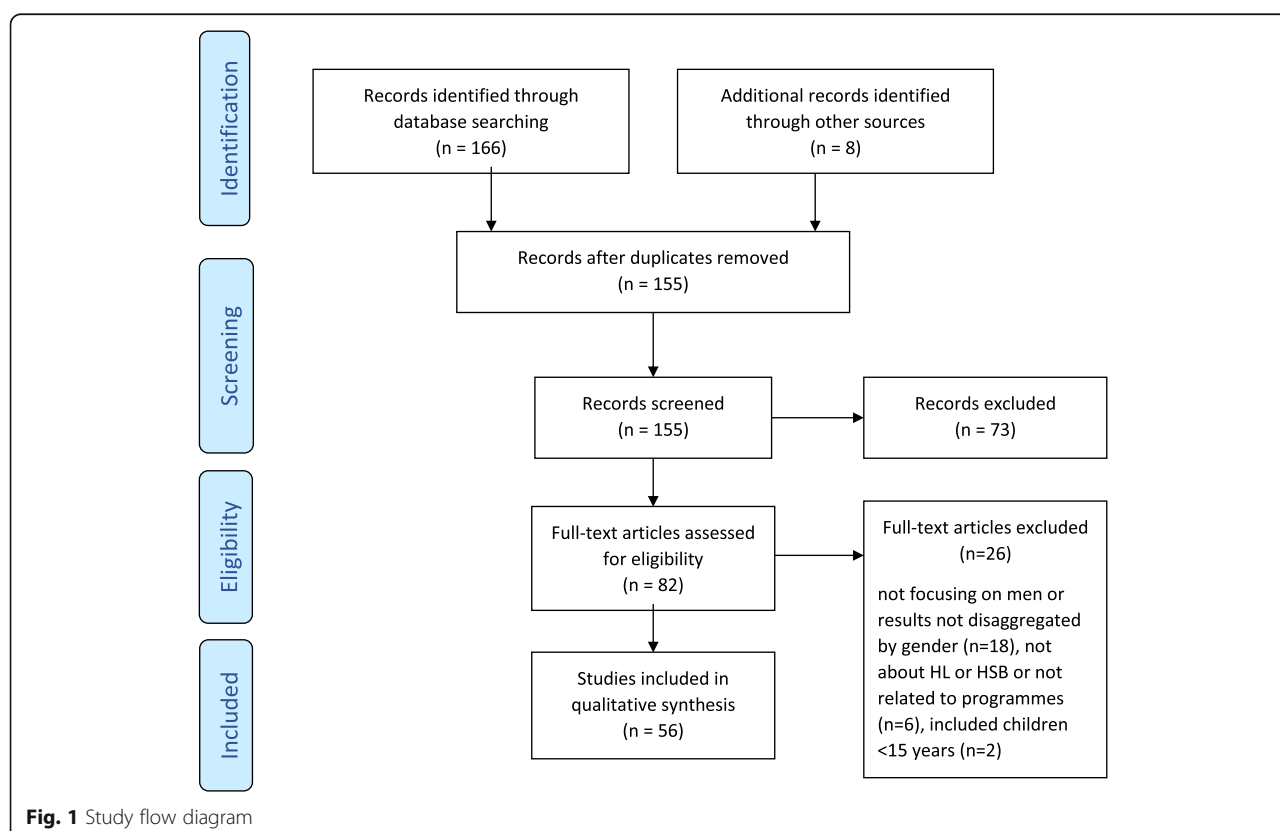 Identification
Records identified through
database searching
(n = 166)
Additional records identified
through other sources
(n = 8)
Records after duplicates removed
(n = 155)
Screening
Records screened
(n = 155)
Records excluded
(n = 73)
Eligibility
Full-text articles assessed
for eligibility
(n = 82)
Full-text articles excluded
(n=26)
not focusing on men or
results not disaggregated
by gender (n=18), not
about HL or HSB or not
related to programmes
(n=6), included children
<15 years (n=2)
Included
Studies included in
qualitative synthesis
(n = 56)
Fig. 1 Study flow diagram